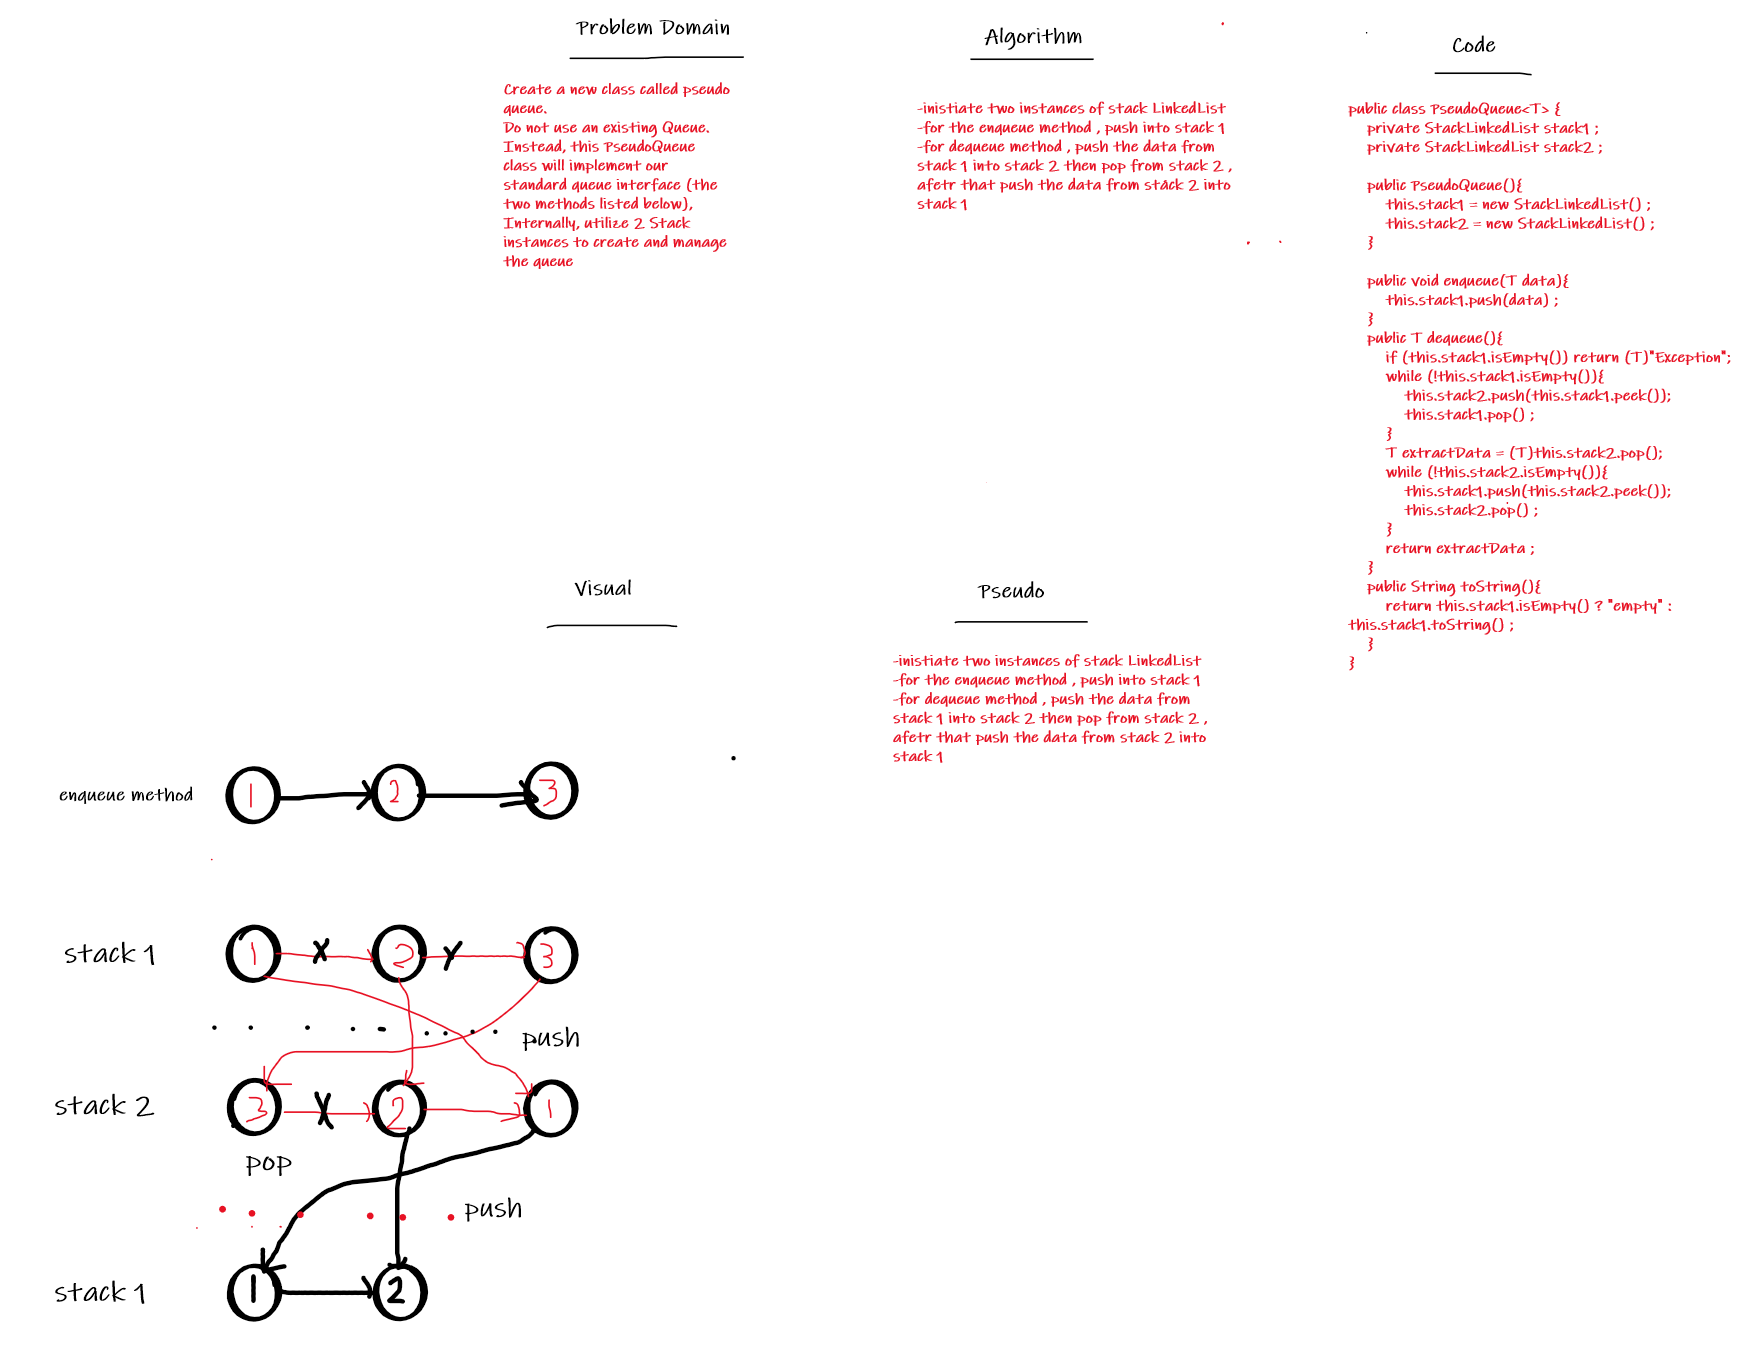 Problem Domain
Create a new class called pseudo
queue.
Do not use an existing Queue.
Instead, this PseudoQueue
class will implement our
standard queue interface (the
two methods listed below),
Internally, utilize 2 Stack
instances to create and manage
the queue
Algorithm
-inistiate two instances of stack LinkedList
-for the enqueue method , push into stack 1
-for dequeue method , push the data from
stack 1 into stack 2 then pop from stack 2 ,
afetr that push the data from stack 2 into
stack 1
Code
public class PseudoQueue<T> {
private StackLinkedList stack1 ;
private StackLinkedList stack2 ;
public PseudoQueue(){
this.stack1 = new StackLinkedList() ;
this.stack2 = new StackLinkedList() ;
}
public void enqueue(T data){
this.stack1.push(data) ;
}
public T dequeue(){
if (this.stack1.isEmpty()) return (T)"Exception";
while (!this.stack1.isEmpty()){
this.stack2.push(this.stack1.peek());
this.stack1.pop() ;
}
T extractData = (T)this.stack2.pop();
while (!this.stack2.isEmpty()){
this.stack1.push(this.stack2.peek());
this.stack2.pop() ;
}
return extractData ;
}
public String toString(){
return this.stack1.isEmpty() ? "empty" :
this.stack1.toString() ;
}
}
Visual
enqueue method 1 2 3
stack 1 1 x 2 x 3
push
stack 2 3 x 2 1
pop
push
stack 1 1 2
Pseudo
-inistiate two instances of stack LinkedList
-for the enqueue method , push into stack 1
-for dequeue method , push the data from
stack 1 into stack 2 then pop from stack 2 ,
afetr that push the data from stack 2 into
stack 1